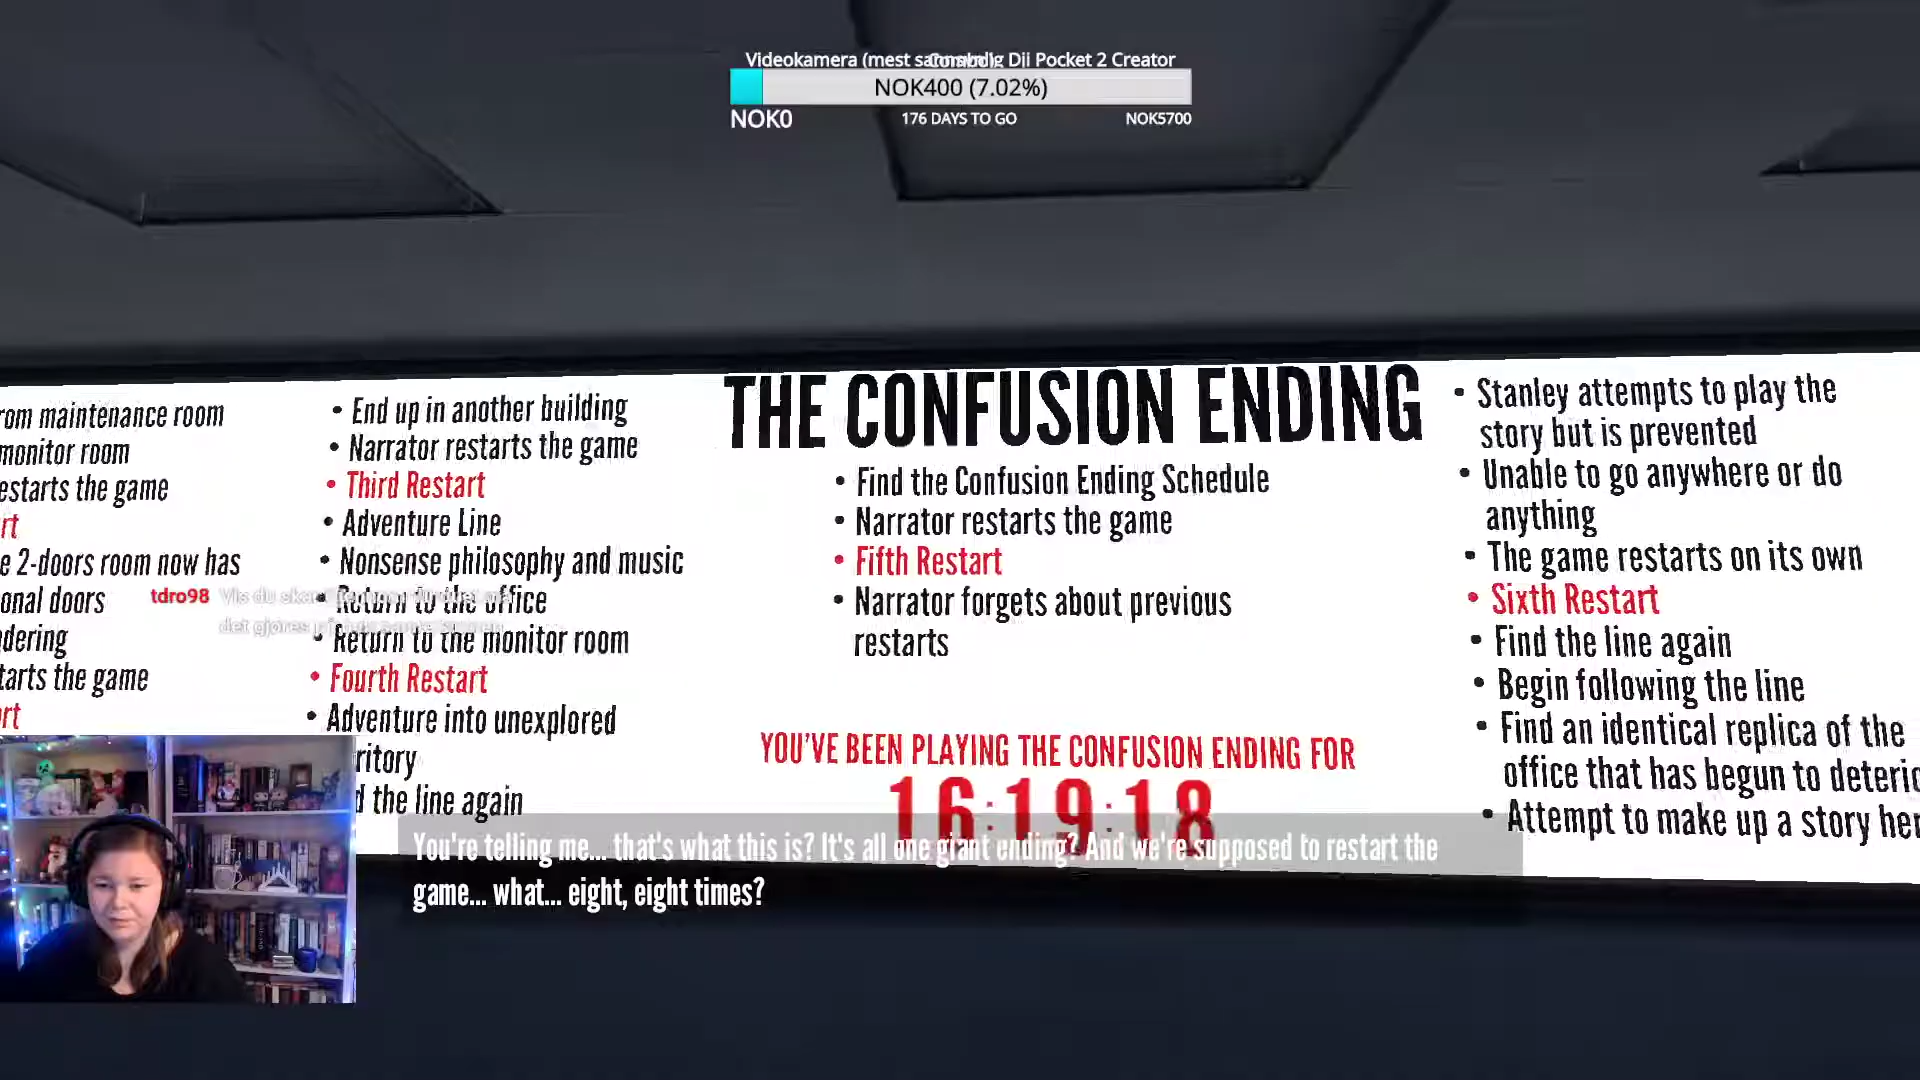 Videokamera (mest sannsynlig Dji Pocket 2 Creator
NOK400 (7.02%)
NOK0
176 DAYS TO GO
NOK5700
rom maintenance room
monitor room
estarts the game
rt
e 2-doors room now has
onal doors
dering
tarts the game
rt
• End up in another building
• Narrator restarts the game
• Third Restart
• Adventure Line
• Nonsense philosophy and music
• Return to the office
• Return to the monitor room
• Fourth Restart
• Adventure into unexplored
ritory
d the line again
THE CONFUSION ENDING
• Find the Confusion Ending Schedule
• Narrator restarts the game
• Fifth Restart
• Narrator forgets about previous
restarts
YOU'VE BEEN PLAYING THE CONFUSION ENDING FOR
16:19:18
• Stanley attempts to play the
story but is prevented
• Unable to go anywhere or do
anything
• The game restarts on its own
• Sixth Restart
• Find the line again
• Begin following the line
• Find an identical replica of the
office that has begun to deterio
• Attempt to make up a story her
tdro98 Vis du skal
det gjøres
You're telling me... that's what this is? It's all one giant ending? And we're supposed to restart the
game... what... eight, eight times?